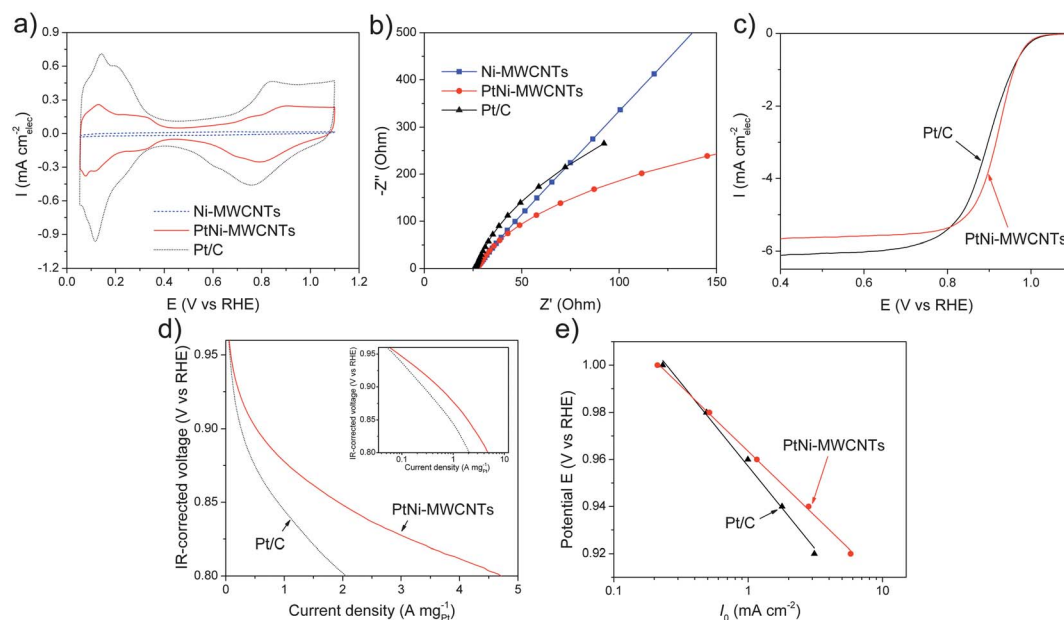 a)
I (mA cm⁻²elec)
0.9
0.6
0.3
0.0
-0.3
-0.6
-0.9
-1.2
Ni-MWCNTs
PtNi-MWCNTs
Pt/C
0.0 0.2 0.4 0.6 0.8 1.0 1.2
E (V vs RHE)
b)
-Z'' (Ohm)
500
400
300
200
100
0
Ni-MWCNTs
PtNi-MWCNTs
Pt/C
0 50 100 150
Z' (Ohm)
c)
I (mA cm⁻²elec)
0
-2
-4
-6
Pt/C
PtNi-MWCNTs
0.4 0.6 0.8 1.0
E (V vs RHE)
d)
IR-corrected voltage (V vs RHE)
0.95
0.90
0.85
0.80
Pt/C
PtNi-MWCNTs
0 1 2 3 4 5
Current density (A mg⁻¹Pt)
IR-corrected voltage (V vs RHE)
0.95
0.90
0.85
0.80
0.1 1 10
Current density (A mg⁻¹Pt)
e)
Potential E (V vs RHE)
1.00
0.98
0.96
0.94
0.92
PtNi-MWCNTs
Pt/C
0.1 1 10
I₀ (mA cm⁻²)